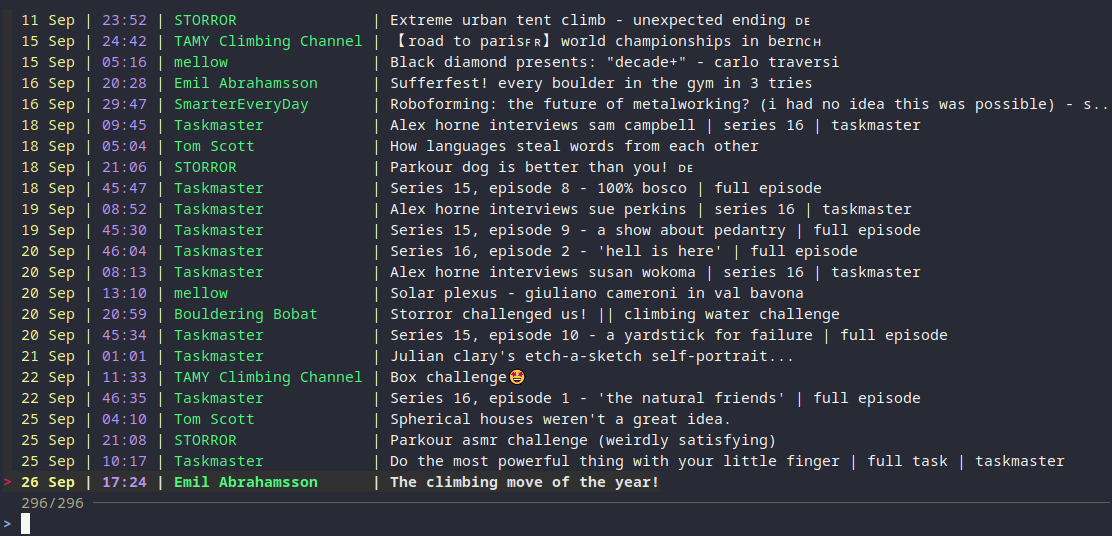 11 Sep | 23:52 | STORROR | Extreme urban tent climb - unexpected ending ᴅᴇ
15 Sep | 24:42 | TAMY Climbing Channel | 【road to parisғʀ】world championships in bernᴄʜ
15 Sep | 05:16 | mellow | Black diamond presents: "decade+" - carlo traversi
16 Sep | 20:28 | Emil Abrahamsson | Sufferfest! every boulder in the gym in 3 tries
16 Sep | 29:47 | SmarterEveryDay | Roboforming: the future of metalworking? (i had no idea this was possible) - s..
18 Sep | 09:45 | Taskmaster | Alex horne interviews sam campbell | series 16 | taskmaster
18 Sep | 05:04 | Tom Scott | How languages steal words from each other
18 Sep | 21:06 | STORROR | Parkour dog is better than you! ᴅᴇ
18 Sep | 45:47 | Taskmaster | Series 15, episode 8 - 100% bosco | full episode
19 Sep | 08:52 | Taskmaster | Alex horne interviews sue perkins | series 16 | taskmaster
19 Sep | 45:30 | Taskmaster | Series 15, episode 9 - a show about pedantry | full episode
20 Sep | 46:04 | Taskmaster | Series 16, episode 2 - 'hell is here' | full episode
20 Sep | 08:13 | Taskmaster | Alex horne interviews susan wokoma | series 16 | taskmaster
20 Sep | 13:10 | mellow | Solar plexus - giuliano cameroni in val bavona
20 Sep | 20:59 | Bouldering Bobat | Storror challenged us! || climbing water challenge
20 Sep | 45:34 | Taskmaster | Series 15, episode 10 - a yardstick for failure | full episode
21 Sep | 01:01 | Taskmaster | Julian clary's etch-a-sketch self-portrait...
22 Sep | 11:33 | TAMY Climbing Channel | Box challenge🤩
22 Sep | 46:35 | Taskmaster | Series 16, episode 1 - 'the natural friends' | full episode
25 Sep | 04:10 | Tom Scott | Spherical houses weren't a great idea.
25 Sep | 21:08 | STORROR | Parkour asmr challenge (weirdly satisfying)
25 Sep | 10:17 | Taskmaster | Do the most powerful thing with your little finger | full task | taskmaster
> 26 Sep | 17:24 | Emil Abrahamsson | The climbing move of the year!
296/296
>